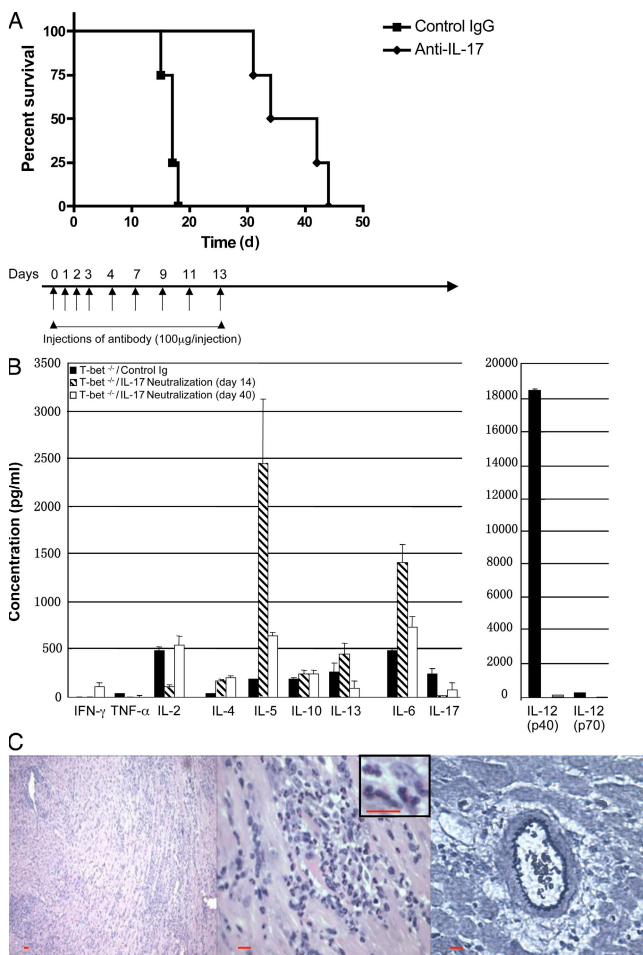 A
Control IgG
Anti-IL-17
100
75
50
25
0
Percent survival
0 10 20 30 40 50
Time (d)
Days 0 1 2 3 4 7 9 11 13
Injections of antibody (100μg/injection)
B
T-bet -/-/Control Ig
T-bet -/-/IL-17 Neutralization (day 14)
T-bet -/-/IL-17 Neutralization (day 40)
3500
3000
2500
2000
1500
1000
500
0
Concentration (pg/ml)
IFN-γ TNF-α IL-2 IL-4 IL-5 IL-10 IL-13 IL-6 IL-17
18000
16000
14000
12000
10000
8000
6000
4000
2000
0
IL-12 IL-12
(p40) (p70)
C